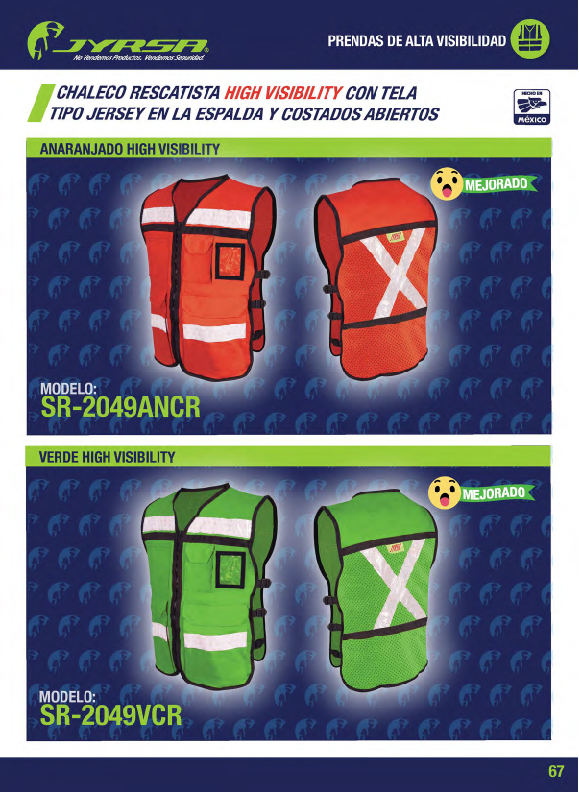 JYRSA®
No Vendemos Productos. Vendemos Seguridad.
PRENDAS DE ALTA VISIBILIDAD
CHALECO RESCATISTA HIGH VISIBILITY CON TELA
TIPO JERSEY EN LA ESPALDA Y COSTADOS ABIERTOS
HECHO EN
MÉXICO
ANARANJADO HIGH VISIBILITY
MEJORADO
MODELO:
SR-2049ANCR
VERDE HIGH VISIBILITY
MEJORADO
MODELO:
SR-2049VCR
67